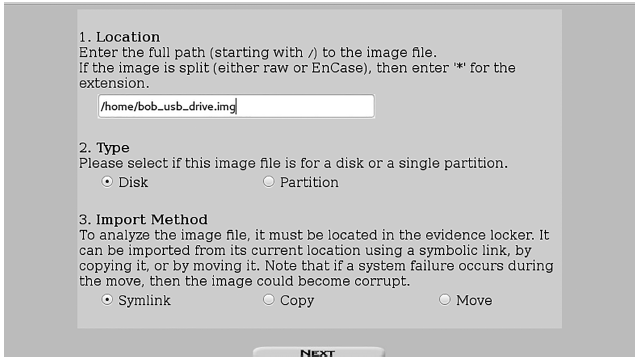 1. Location
Enter the full path (starting with /) to the image file.
If the image is split (either raw or EnCase), then enter '*' for the
extension.
/home/bob_usb_drive.img
2. Type
Please select if this image file is for a disk or a single partition.
Disk Partition
3. Import Method
To analyze the image file, it must be located in the evidence locker. It
can be imported from its current location using a symbolic link, by
copying it, or by moving it. Note that if a system failure occurs during
the move, then the image could become corrupt.
Symlink Copy Move
NEXT